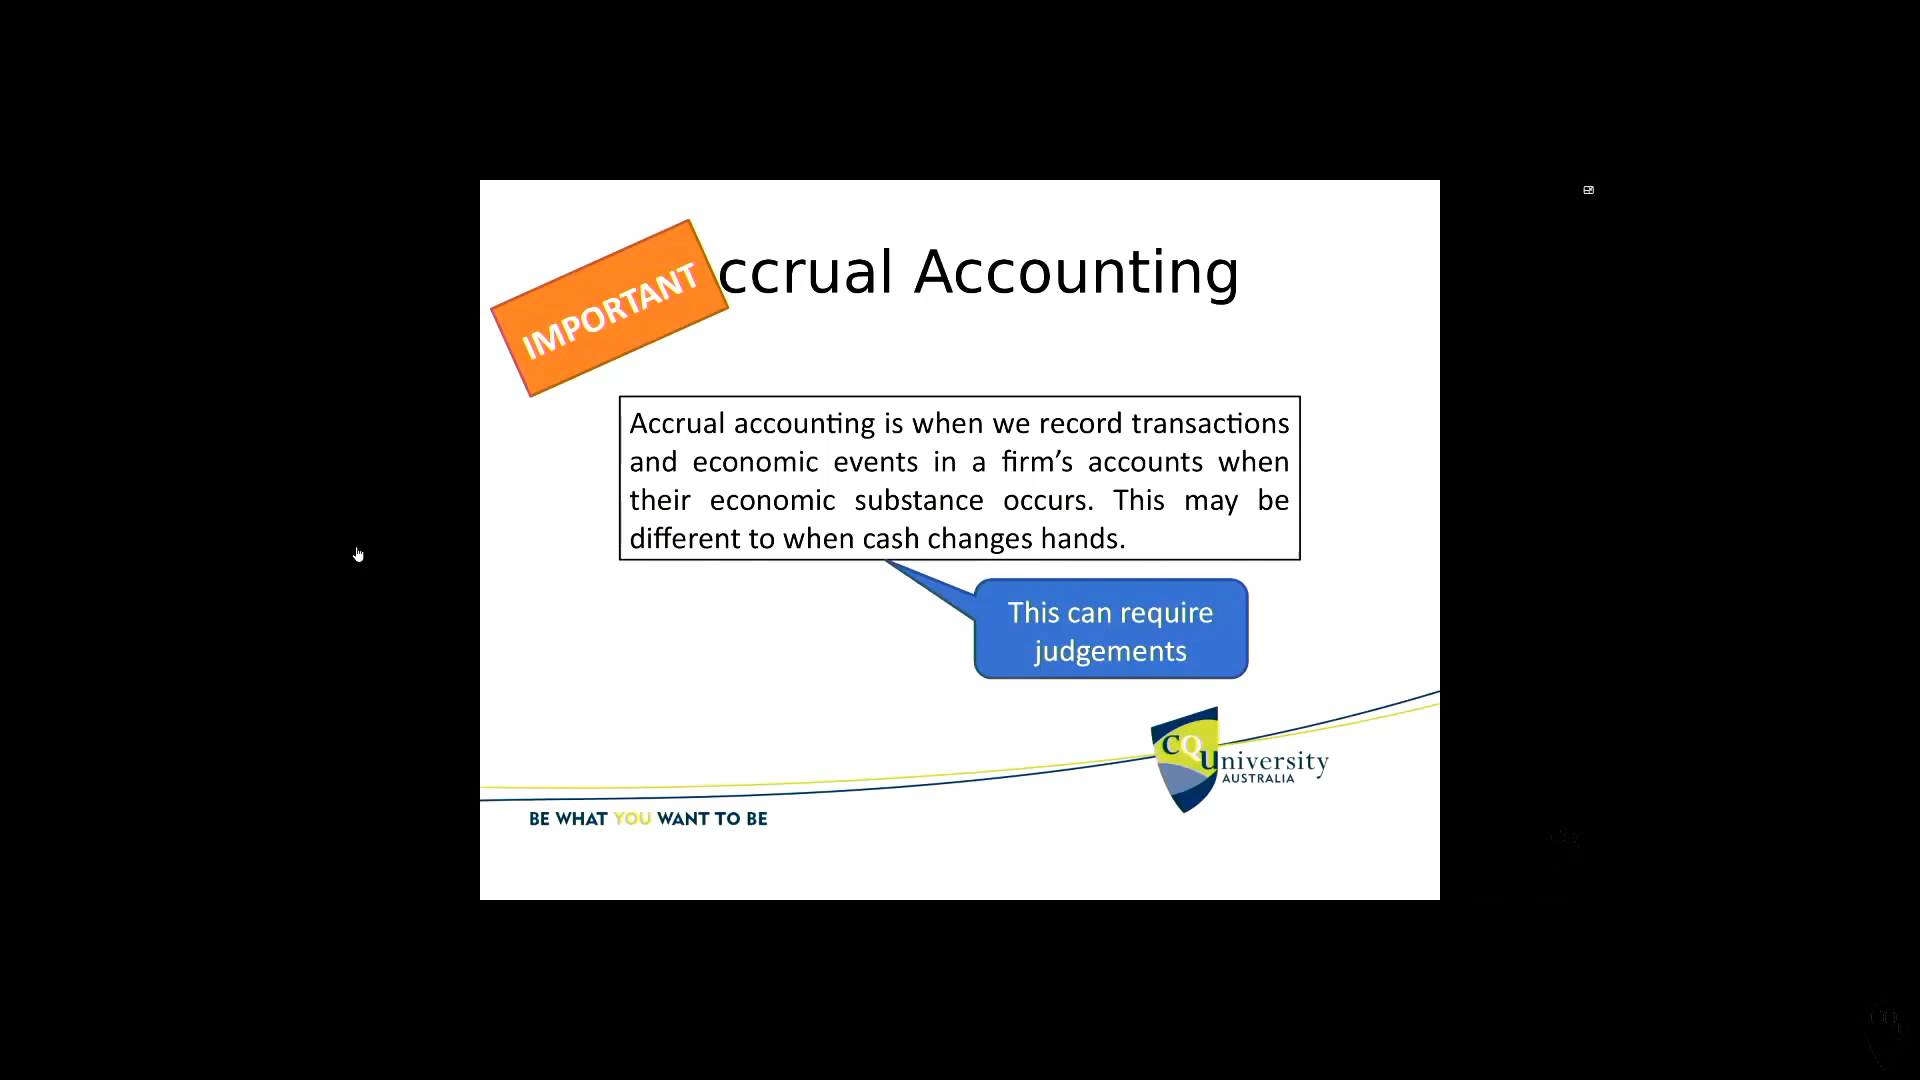 IMPORTANT
ccrual Accounting
Accrual accounting is when we record transactions
and economic events in a firm’s accounts when
their economic substance occurs. This may be
different to when cash changes hands.
This can require
judgements
CQUniversity
AUSTRALIA
BE WHAT YOU WANT TO BE